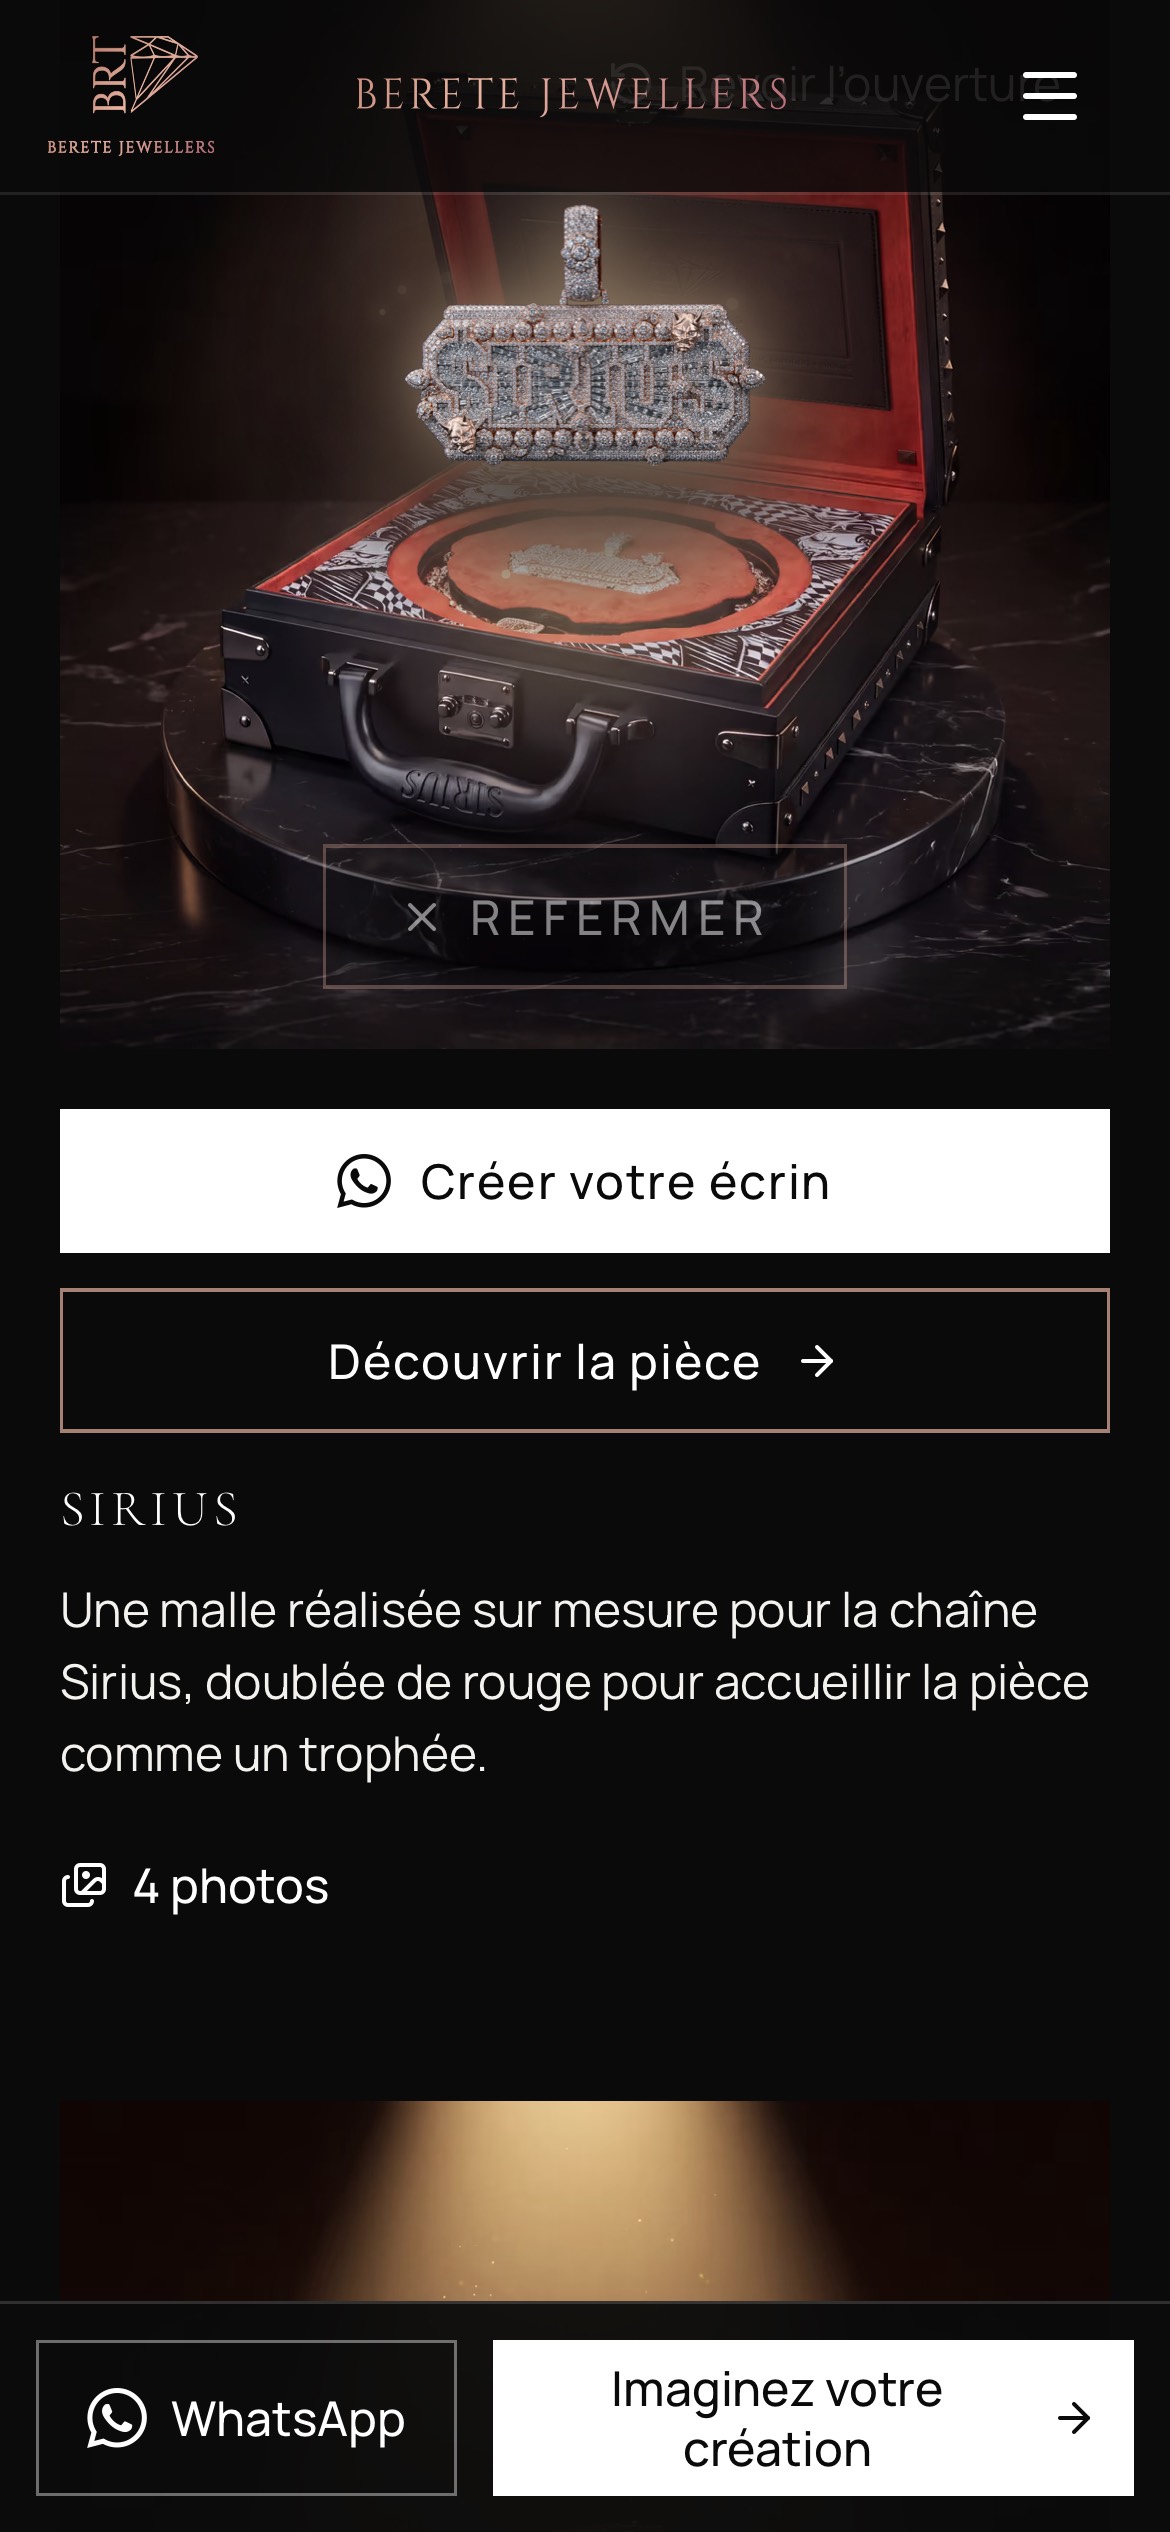 BRT
BERETE JEWELLERS
BERETE JEWELLERS
Revoir l'ouverture
SIRIUS
SIRIUS
REFERMER
Créer votre écrin
Découvrir la pièce
SIRIUS
Une malle réalisée sur mesure pour la chaîne
Sirius, doublée de rouge pour accueillir la pièce
comme un trophée.
4 photos
WhatsApp
Imaginez votre
création